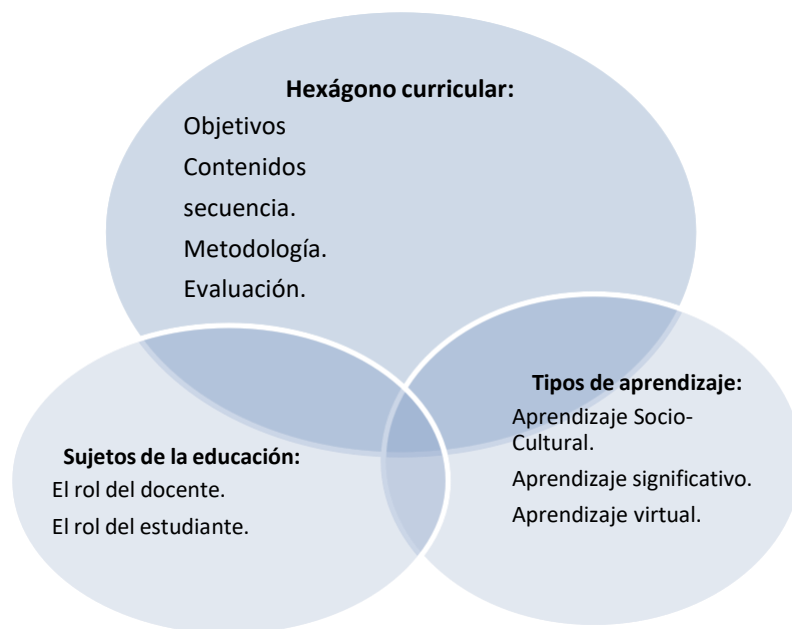 Hexágono curricular:
Objetivos
Contenidos
secuencia.
Metodología.
Evaluación.
Sujetos de la educación:
El rol del docente.
El rol del estudiante.
Tipos de aprendizaje:
Aprendizaje Socio-
Cultural.
Aprendizaje significativo.
Aprendizaje virtual.